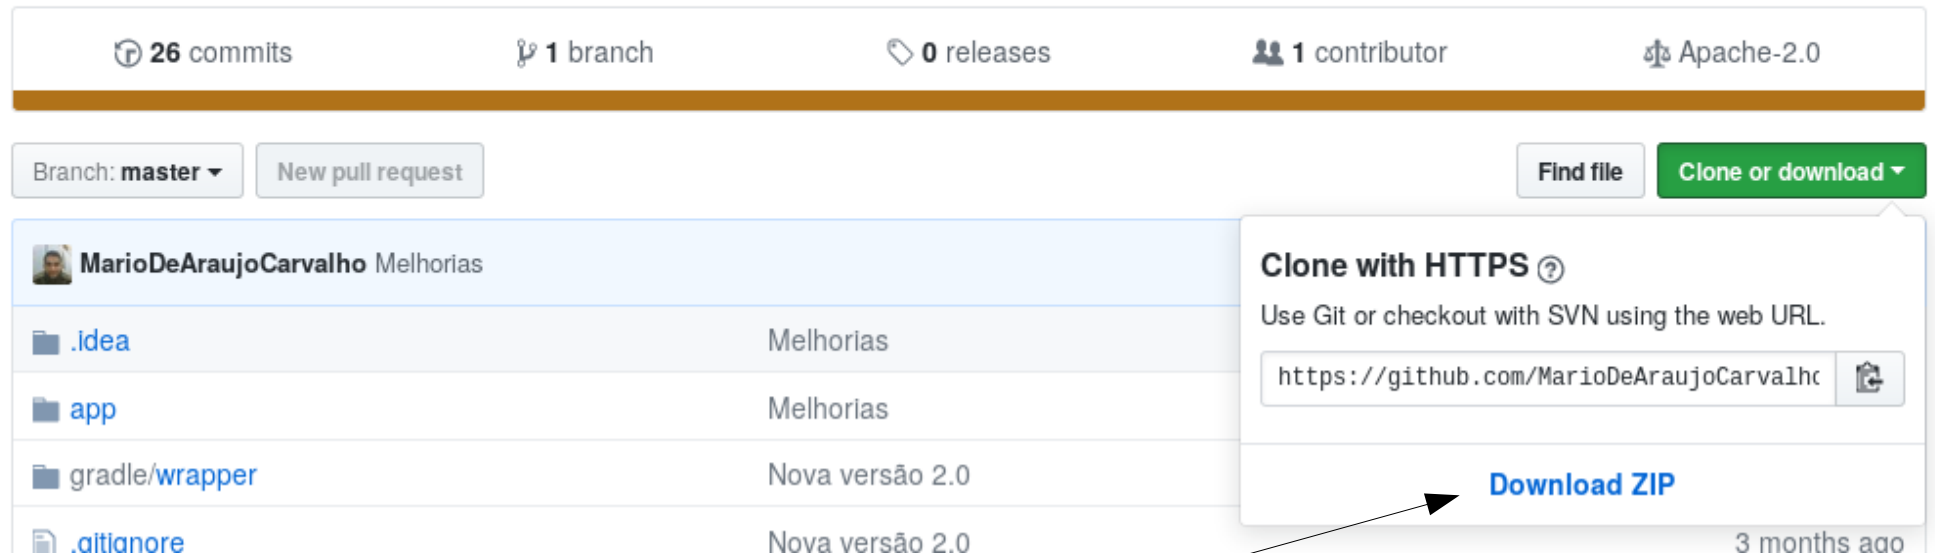 26 commits 1 branch 0 releases 1 contributor Apache-2.0
Branch: master New pull request Find file Clone or download
MarioDeAraujoCarvalho Melhorias
Clone with HTTPS ?
Use Git or checkout with SVN using the web URL.
https://github.com/MarioDeAraujoCarvalho
Download ZIP
.idea Melhorias
app Melhorias
gradle/wrapper Nova versão 2.0
.gitignore Nova versão 2.0 3 months ago